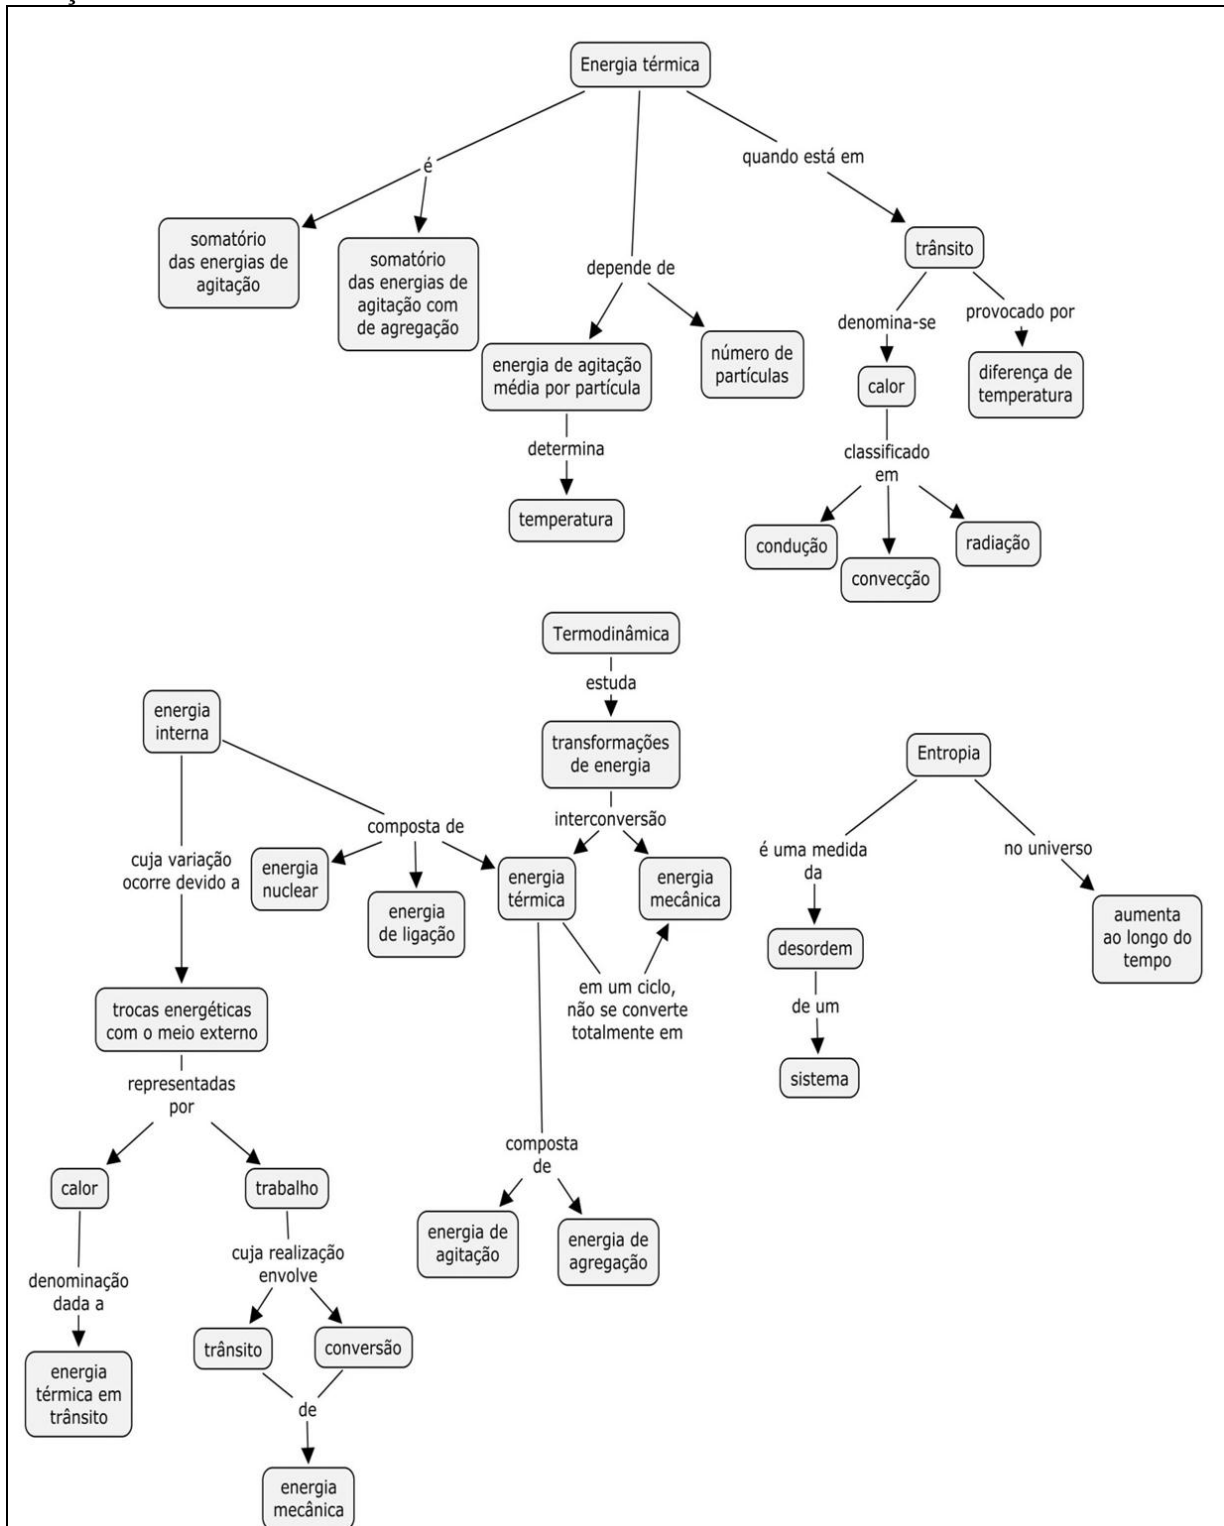 Energia térmica
é
quando está em
somatório
das energias de
agitação
somatório
das energias de
agitação com
de agregação
depende de
energia de agitação
média por partícula
número de
partículas
determina
temperatura
trânsito
denomina-se
provocado por
calor
diferença de
temperatura
classificado
em
condução
convecção
radiação
Termodinâmica
estuda
transformações
de energia
interconversão
energia
térmica
energia
mecânica
em um ciclo,
não se converte
totalmente em
composta
de
energia de
agitação
energia de
agregação
energia
interna
composta de
energia
nuclear
energia
de ligação
cuja variação
ocorre devido a
trocas energéticas
com o meio externo
representadas
por
calor
trabalho
denominação
dada a
energia
térmica em
trânsito
cuja realização
envolve
trânsito
conversão
de
energia
mecânica
Entropia
é uma medida
da
no universo
desordem
aumenta
ao longo do
tempo
de um
sistema